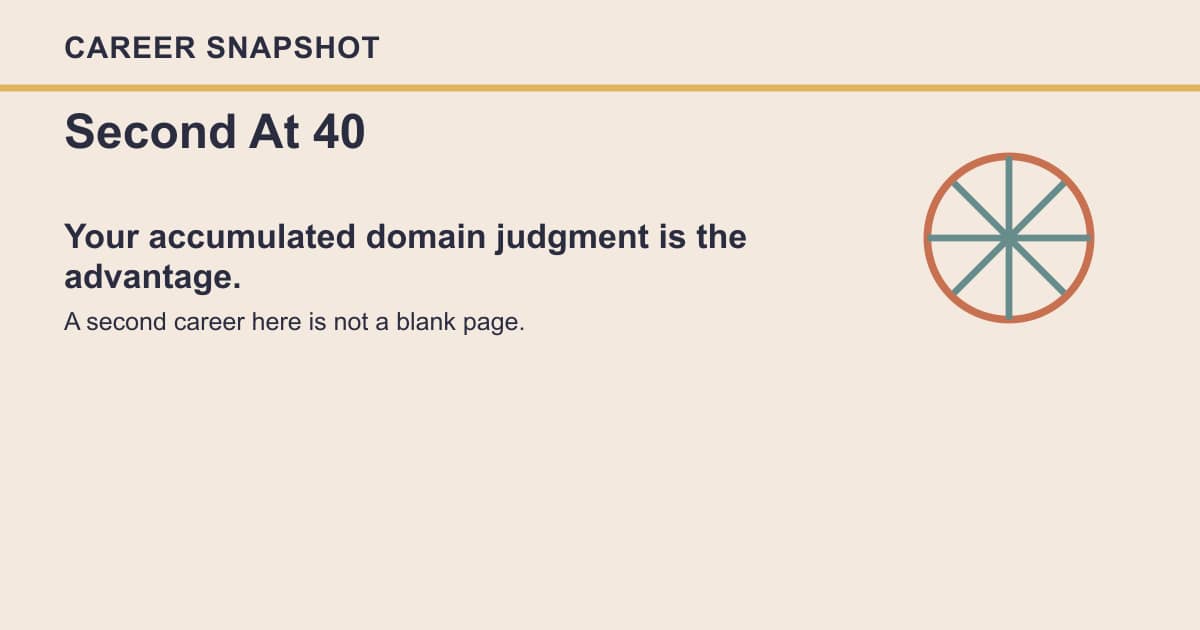 CAREER SNAPSHOT
Second At 40
Your accumulated domain judgment is the
advantage.
A second career here is not a blank page.